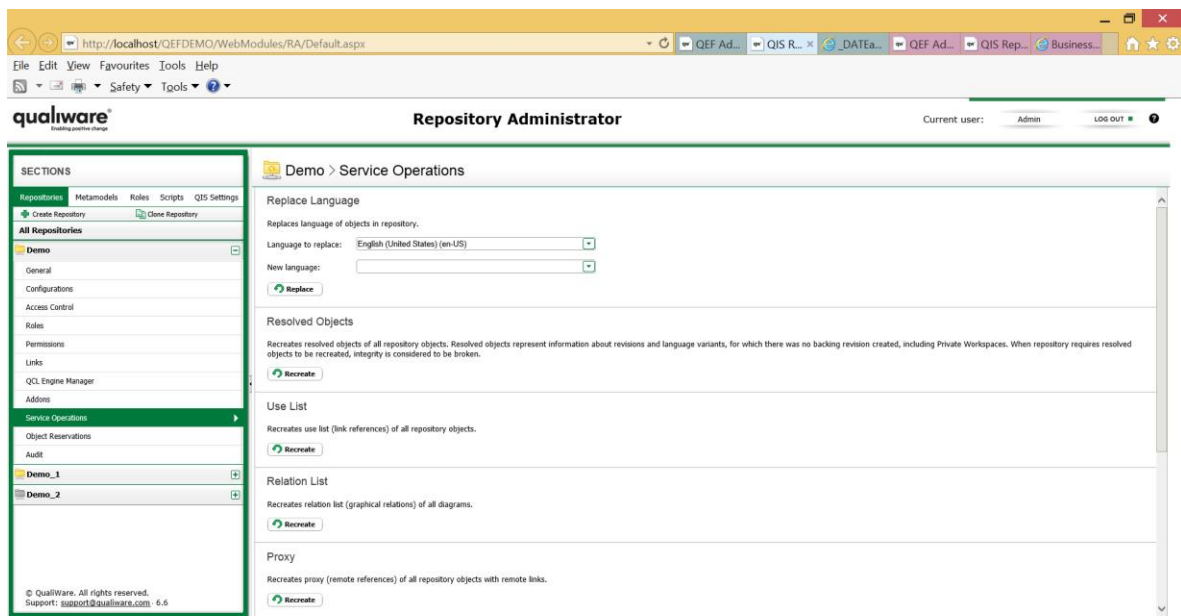 http://localhost/QEFDEMO/WebModules/RA/Default.aspx
QEF Ad...
QIS R...
_DATEa...
QEF Ad...
QIS Rep...
Business...
File Edit View Favourites Tools Help
Safety Tools
qualiware®
Enabling positive change
Repository Administrator
Current user: Admin LOG OUT
SECTIONS
Repositories Metamodels Roles Scripts QIS Settings
Create Repository Clone Repository
All Repositories
Demo
General
Configurations
Access Control
Roles
Permissions
Links
QCL Engine Manager
Addons
Service Operations
Object Reservations
Audit
Demo_1
Demo_2
© QualiWare. All rights reserved.
Support: support@qualiware.com · 6.6
Demo > Service Operations
Replace Language
Replaces language of objects in repository.
Language to replace: English (United States) (en-US)
New language:
Replace
Resolved Objects
Recreates resolved objects of all repository objects. Resolved objects represent information about revisions and language variants, for which there was no backing revision created, including Private Workspaces. When repository requires resolved
objects to be recreated, integrity is considered to be broken.
Recreate
Use List
Recreates use list (link references) of all repository objects.
Recreate
Relation List
Recreates relation list (graphical relations) of all diagrams.
Recreate
Proxy
Recreates proxy (remote references) of all repository objects with remote links.
Recreate